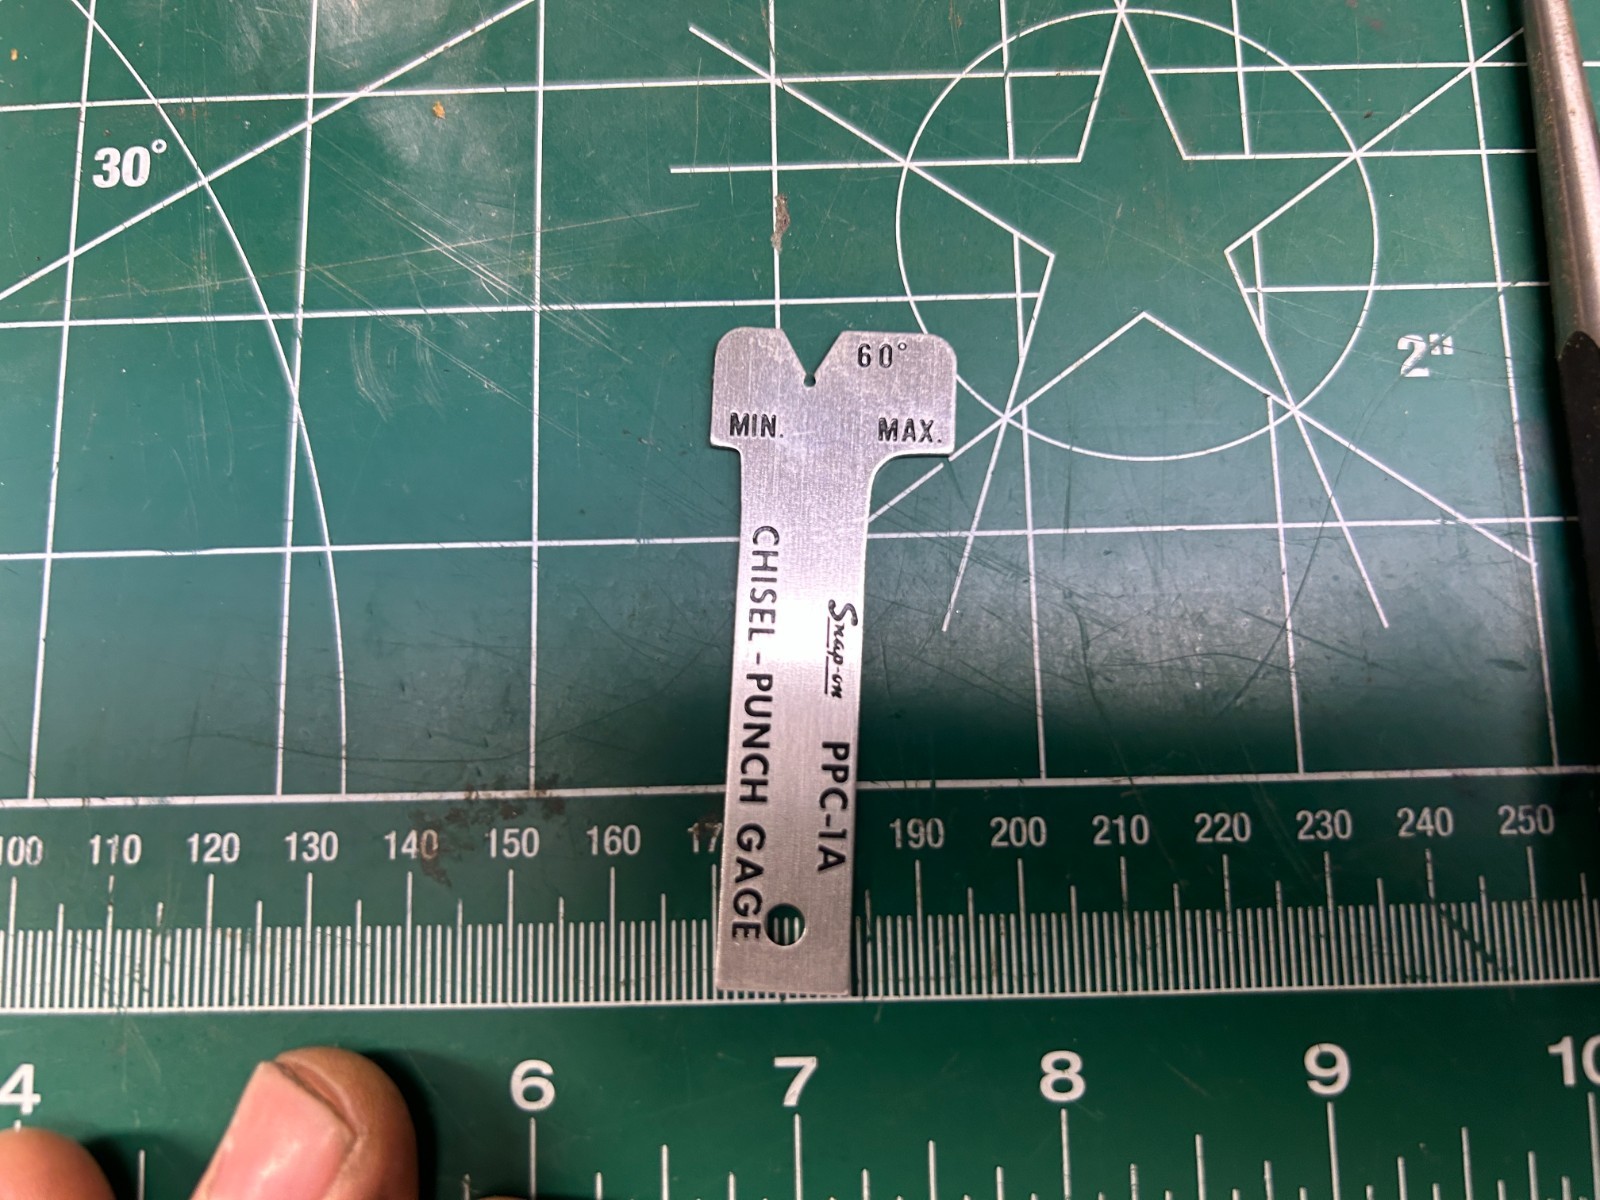 30°
60°
2"
MIN. MAX.
CHISEL - PUNCH GAGE
Snap-on PPC-1A
100 110 120 130 140 150 160 17 190 200 210 220 230 240 250
4 6 7 8 9 10